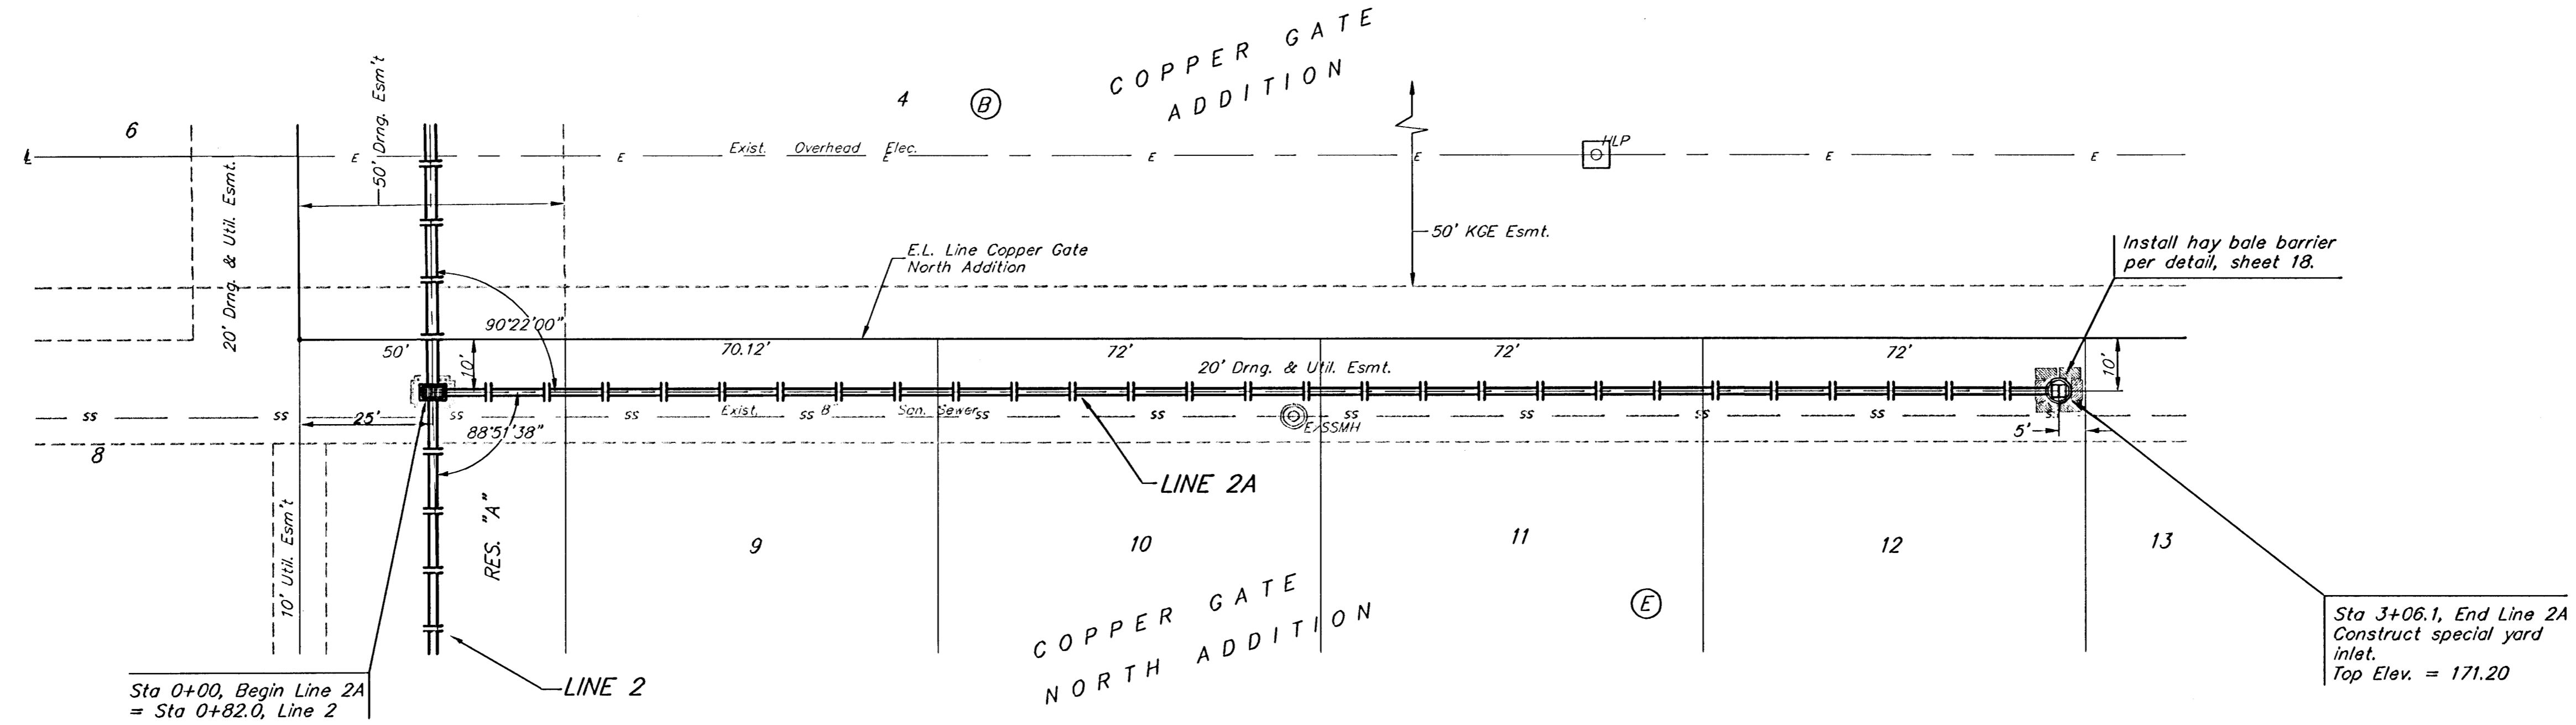 COPPER GATE
ADDITION
6
4
B
50' Drng. Esm't
20' Drng. & Util. Esmt.
E E E E E E E E
Exist. Overhead Elec.
HLP
50' KGE Esmt.
E.L. Line Copper Gate
North Addition
Install hay bale barrier
per detail, sheet 18.
90°22'00"
50'
10'
70.12'
72'
72'
72'
10'
20' Drng. & Util. Esmt.
SS SS SS SS SS SS SS SS SS SS SS
Exist. 8" San. Sewer
25'
88°51'38"
E/SSMH
5'
8
LINE 2A
10' Util. Esm't
RES. "A"
9
10
11
12
13
COPPER GATE
NORTH ADDITION
E
LINE 2
Sta 0+00, Begin Line 2A
= Sta 0+82.0, Line 2
Sta 3+06.1, End Line 2A
Construct special yard
inlet.
Top Elev. = 171.20